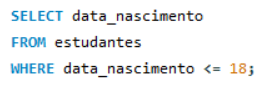 SELECT data_nascimento
FROM estudantes
WHERE data_nascimento <= 18;